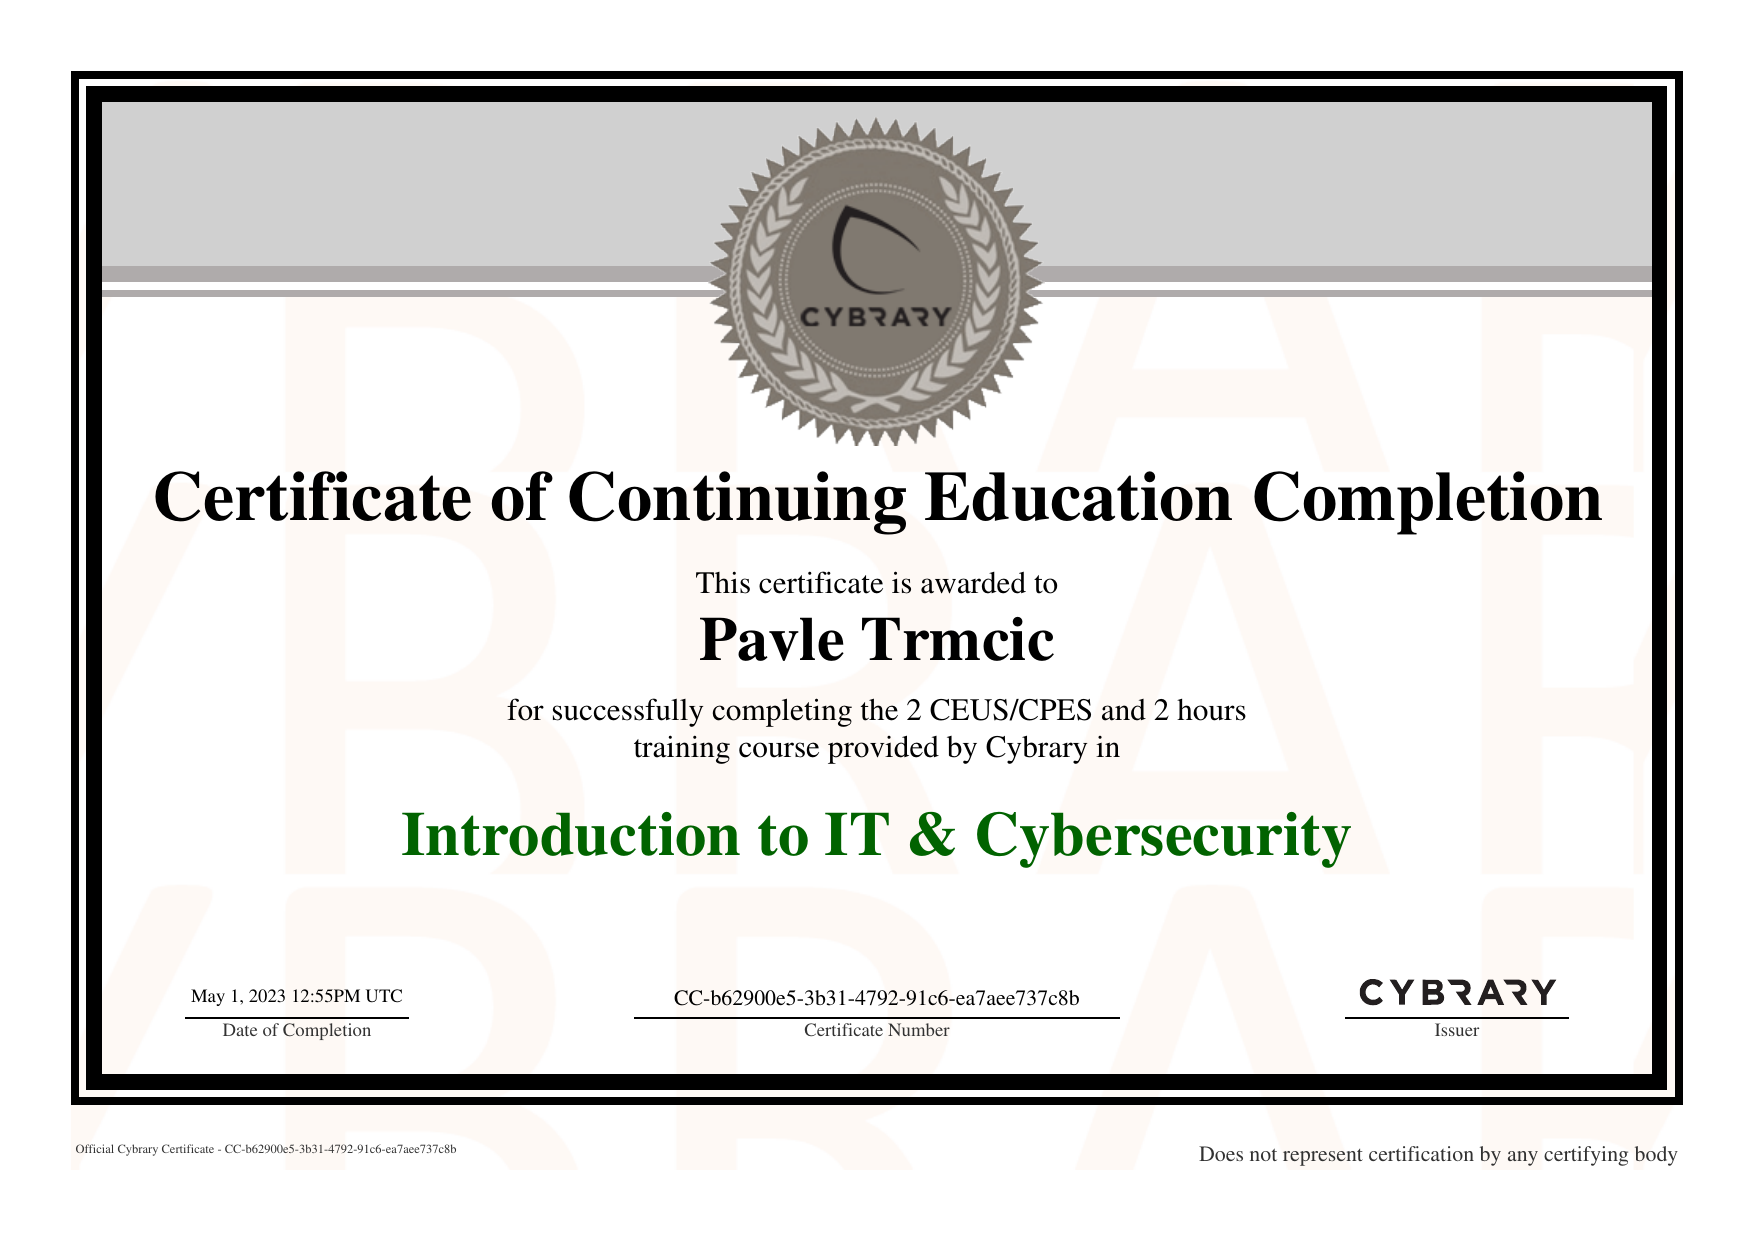 CYBRARY
Certificate of Continuing Education Completion
This certificate is awarded to
Pavle Trmcic
for successfully completing the 2 CEUS/CPES and 2 hours
training course provided by Cybrary in
Introduction to IT & Cybersecurity
May 1, 2023 12:55PM UTC
Date of Completion
CC-b62900e5-3b31-4792-91c6-ea7aee737c8b
Certificate Number
CYBRARY
Issuer
Official Cybrary Certificate - CC-b62900e5-3b31-4792-91c6-ea7aee737c8b
Does not represent certification by any certifying body